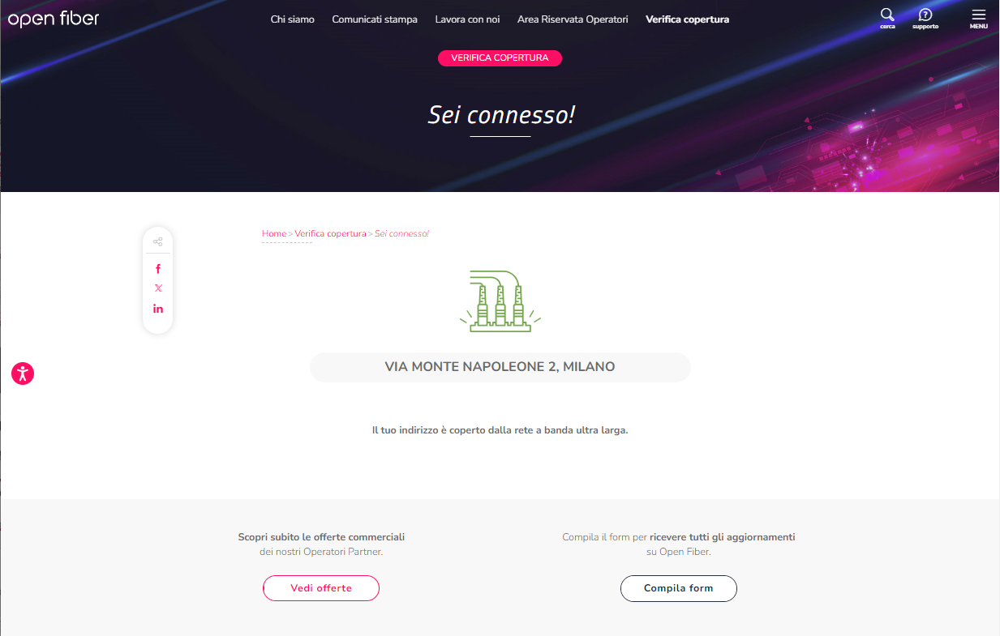 open fiber
Chi siamo Comunicati stampa Lavora con noi Area Riservata Operatori Verifica copertura
cerca supporto MENU
VERIFICA COPERTURA
Sei connesso!
Home > Verifica copertura > Sei connesso!
VIA MONTE NAPOLEONE 2, MILANO
Il tuo indirizzo è coperto dalla rete a banda ultra larga.
Scopri subito le offerte commerciali
dei nostri Operatori Partner.
Vedi offerte
Compila il form per ricevere tutti gli aggiornamenti
su Open Fiber.
Compila form